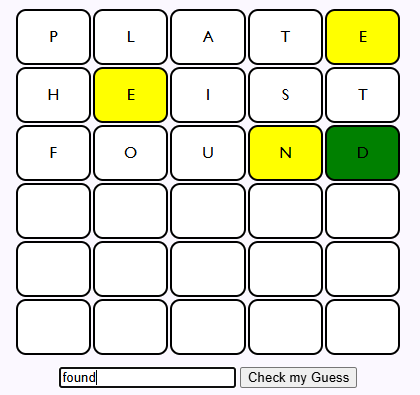 P L A T E
H E I S T
F O U N D
found Check my Guess